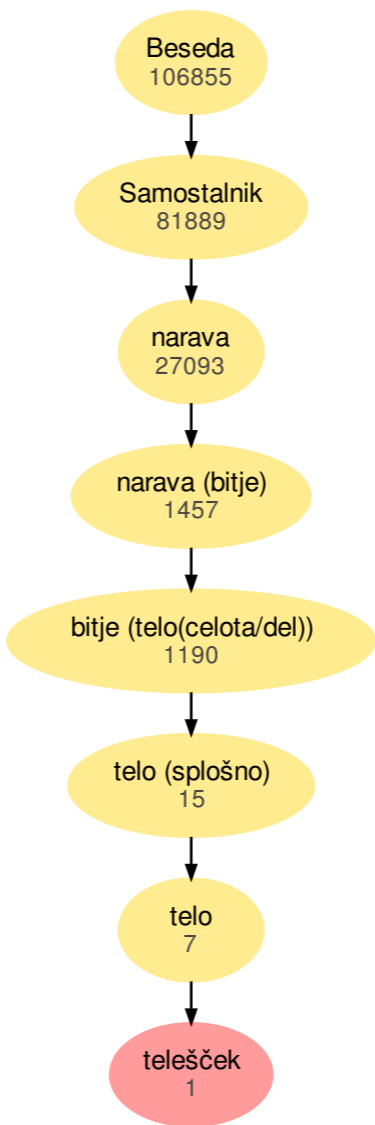 Beseda
106855
Samostalnik
81889
narava
27093
narava (bitje)
1457
bitje (telo(celota/del))
1190
telo (splošno)
15
telo
7
telešček
1